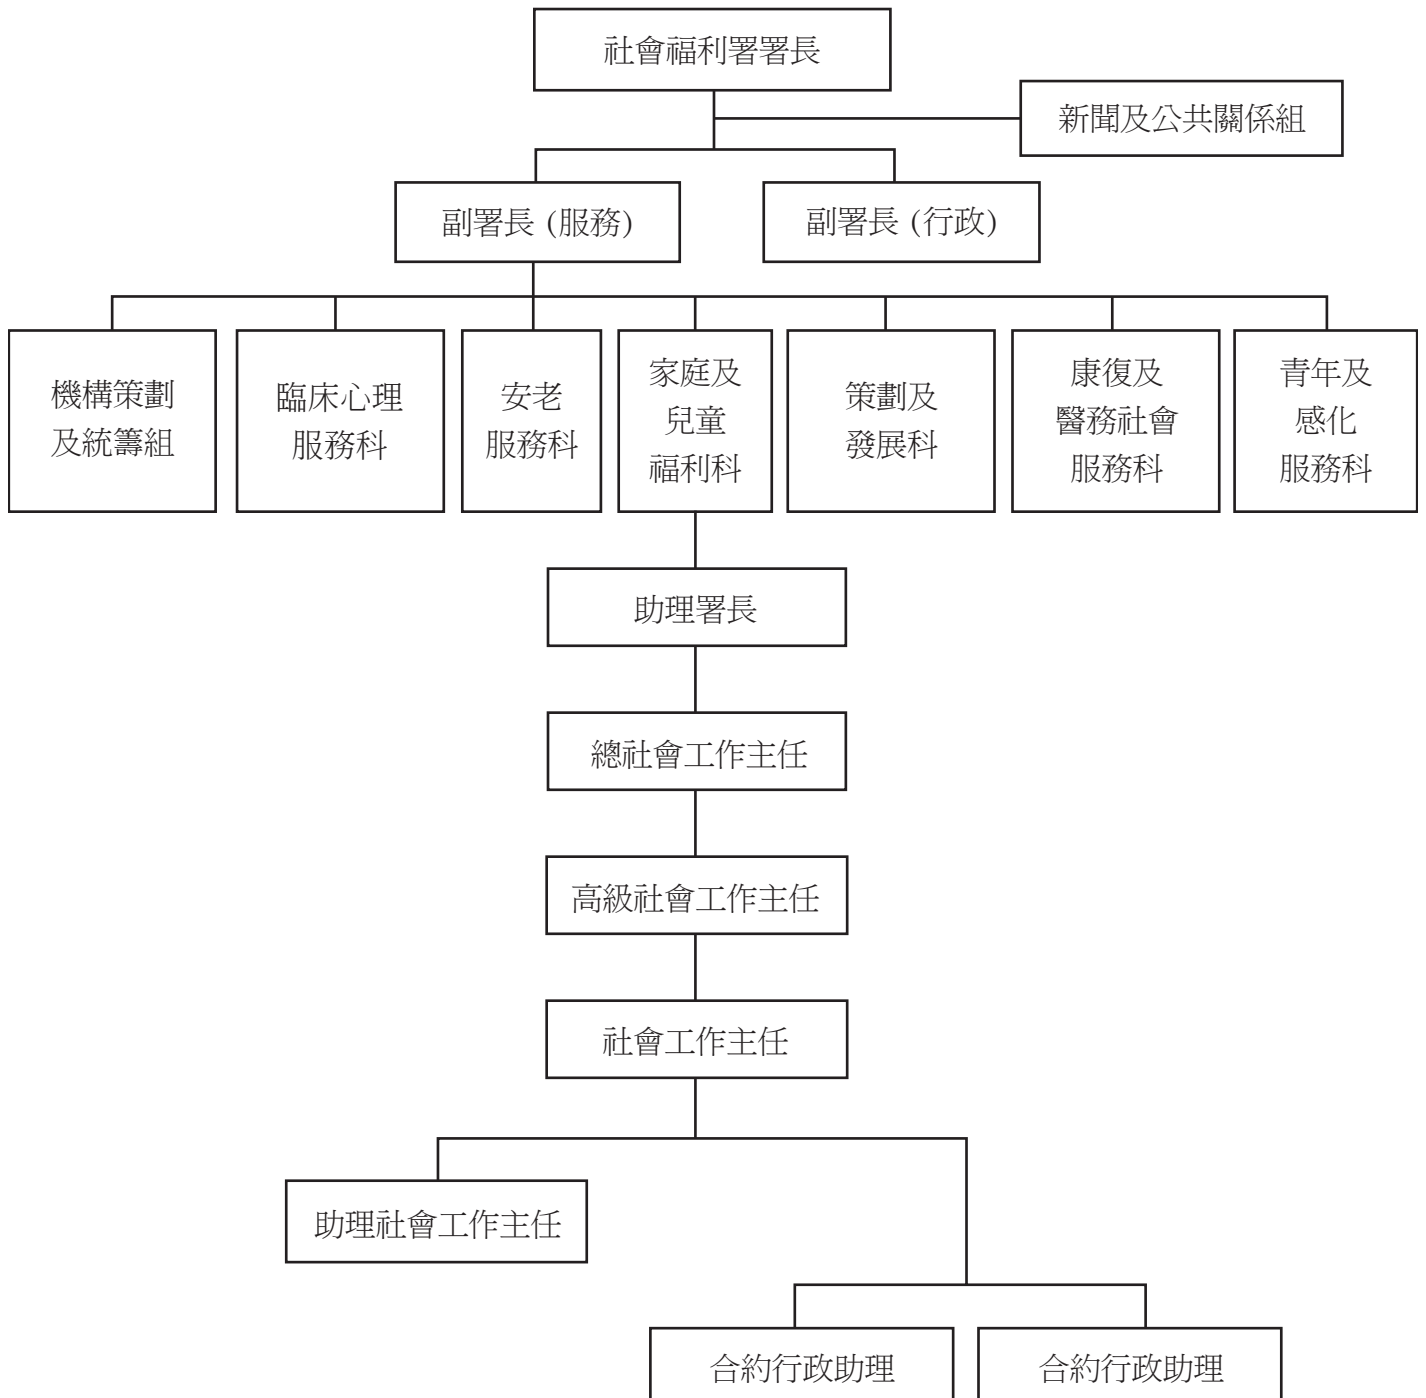 社會福利署署長
新聞及公共關係組
副署長 (服務)
副署長 (行政)
機構策劃
及統籌組
臨床心理
服務科
安老
服務科
家庭及
兒童
福利科
策劃及
發展科
康復及
醫務社會
服務科
青年及
感化
服務科
助理署長
總社會工作主任
高級社會工作主任
社會工作主任
助理社會工作主任
合約行政助理
合約行政助理